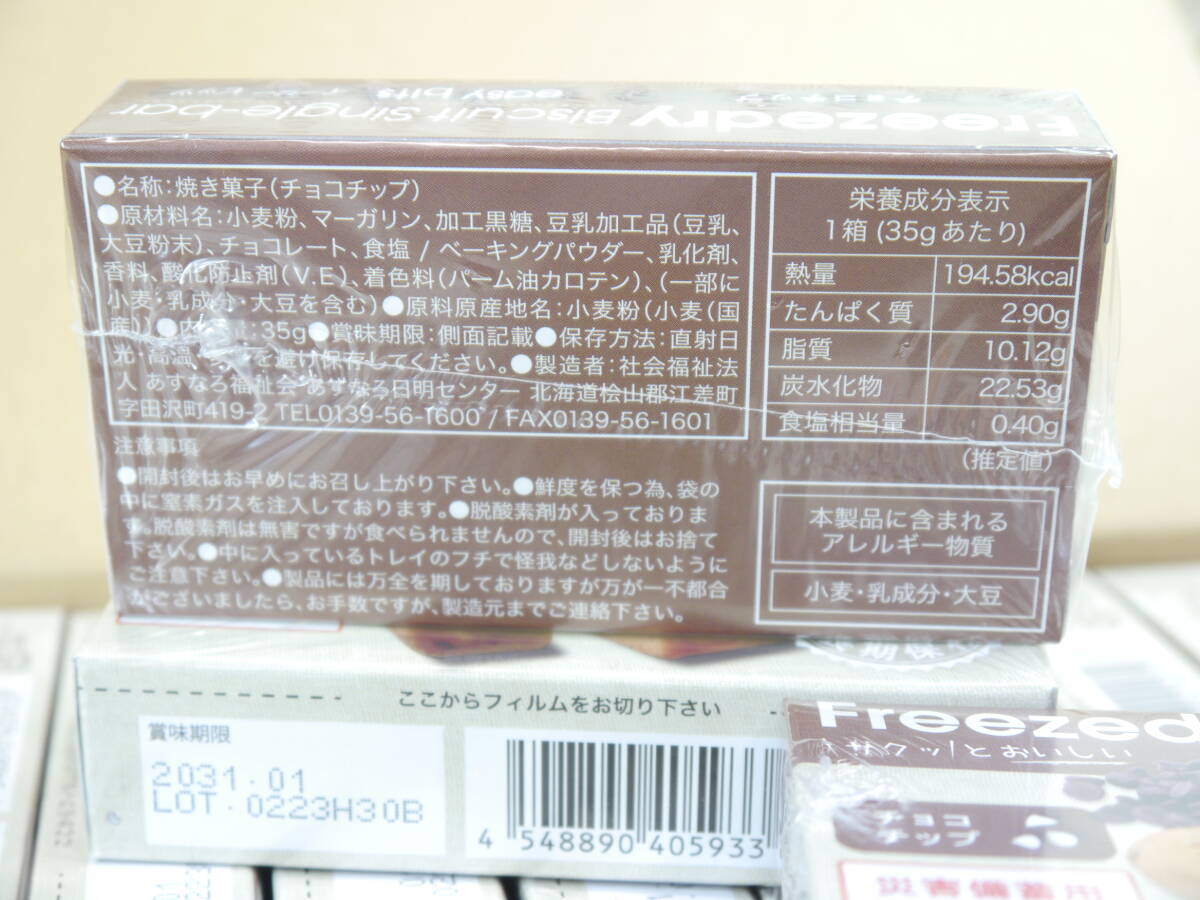 Freezedry Biscuit Single-bar
easy bits イージービッツ チョコチップ
●名称:焼き菓子(チョコチップ)
●原材料名:小麦粉、マーガリン、加工黒糖、豆乳加工品(豆乳、
大豆粉末)、チョコレート、食塩 / ベーキングパウダー、乳化剤、
香料、酸化防止剤(V.E)、着色料(パーム油カロテン)、(一部に
小麦・乳成分・大豆を含む)●原料原産地名:小麦粉(小麦(国
産))●内 :35g●賞味期限:側面記載●保存方法:直射日
光・高温 を避け保存してください。●製造者:社会福祉法
人 あすなろ福祉会 あすなろ日明センター 北海道桧山郡江差町
字田沢町419-2 TEL0139-56-1600 / FAX0139-56-1601
注意事項
●開封後はお早めにお召し上がり下さい。●鮮度を保つ為、袋の
中に窒素ガスを注入しております。●脱酸素剤が入っておりま
す。脱酸素剤は無害ですが食べられませんので、開封後はお捨て
下さい。●中に入っているトレイのフチで怪我などしないように
ご注意下さい。●製品には万全を期しておりますが万が一不都合
がございましたら、お手数ですが、製造元までご連絡下さい。
栄養成分表示
1箱 (35gあたり)
熱量 194.58kcal
たんぱく質 2.90g
脂質 10.12g
炭水化物 22.53g
食塩相当量 0.40g
(推定値)
本製品に含まれる
アレルギー物質
小麦・乳成分・大豆
ここからフィルムをお切り下さい
賞味期限
2031.01
LOT.0223H30B
4 548890 405933
Freezed
サクッとおいしい
チョコ
チップ
災害備蓄用